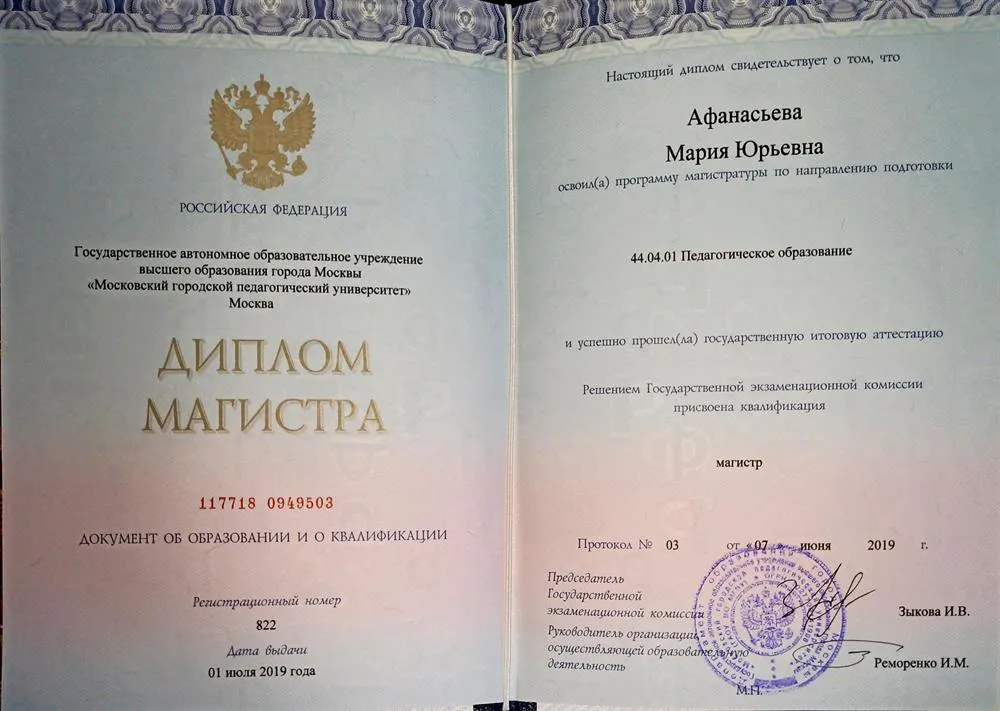 РОССИЙСКАЯ ФЕДЕРАЦИЯ
Государственное автономное образовательное учреждение
высшего образования города Москвы
«Московский городской педагогический университет»
Москва
ДИПЛОМ
МАГИСТРА
117718 0949503
ДОКУМЕНТ ОБ ОБРАЗОВАНИИ И О КВАЛИФИКАЦИИ
Регистрационный номер
822
Дата выдачи
01 июля 2019 года
Настоящий диплом свидетельствует о том, что
Афанасьева
Мария Юрьевна
освоил(а) программу магистратуры по направлению подготовки
44.04.01 Педагогическое образование
и успешно прошел(ла) государственную итоговую аттестацию
Решением Государственной экзаменационной комиссии
присвоена квалификация
магистр
Протокол № 03 от « 07 » июня 2019 г.
Председатель
Государственной
экзаменационной комиссии
Зыкова И.В.
Руководитель организации,
осуществляющей образовательную
деятельность
Реморенко И.М.
М.П.